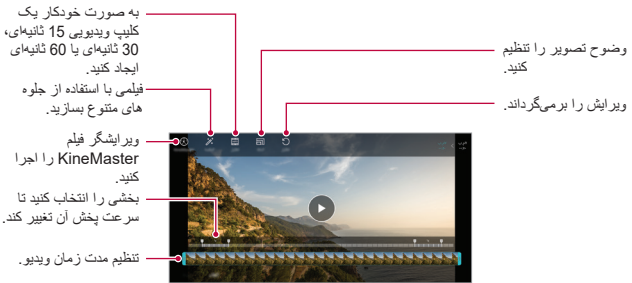 به صورت خودکار یک
کلیپ ویدیویی 15 ثانیه‌ای،
30 ثانیه‌ای یا 60 ثانیه‌ای
ایجاد کنید.
فیلمی با استفاده از جلوه
های متنوع بسازید.
ویرایشگر فیلم
KineMaster را اجرا
کنید.
بخشی را انتخاب کنید تا
سرعت پخش آن تغییر کند.
تنظیم مدت زمان ویدیو.
وضوح تصویر را تنظیم
کنید.
ویرایش را برمی‌گرداند.